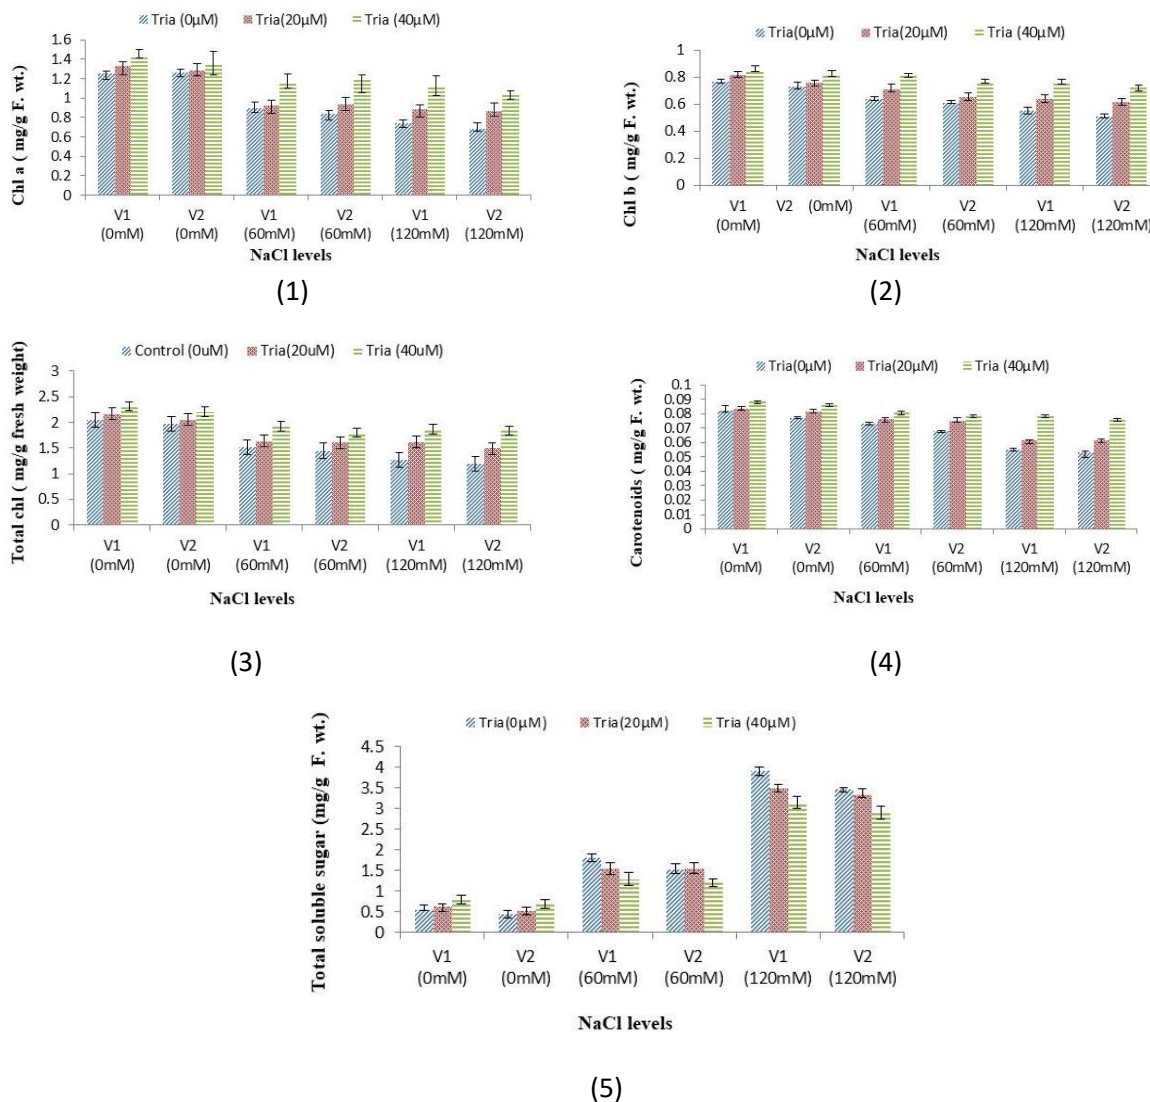 Tria (0µM) Tria(20µM) Tria (40µM)
Chl a ( mg/g F. wt.)
1.6
1.4
1.2
1
0.8
0.6
0.4
0.2
0
V1 V2 V1 V2 V1 V2
(0mM) (0mM) (60mM) (60mM) (120mM) (120mM)
NaCl levels
(1)
Tria(0µM) Tria(20µM) Tria (40µM)
Chl b ( mg/g F. wt.)
1
0.8
0.6
0.4
0.2
0
V1 V2 (0mM) V1 V2 V1 V2
(0mM) (60mM) (60mM) (120mM) (120mM)
NaCl levels
(2)
Control (0uM) Tria(20uM) Tria (40uM)
Total chl ( mg/g fresh weight)
3
2.5
2
1.5
1
0.5
0
V1 V2 V1 V2 V1 V2
(0mM) (0mM) (60mM) (60mM) (120mM) (120mM)
NaCl levels
(3)
Tria(0µM) Tria(20µM) Tria (40µM)
Carotenoids ( mg/g F. wt.)
0.1
0.09
0.08
0.07
0.06
0.05
0.04
0.03
0.02
0.01
0
V1 V2 V1 V2 V1 V2
(0mM) (0mM) (60mM) (60mM) (120mM) (120mM)
NaCl levels
(4)
Tria(0µM) Tria(20µM) Tria (40µM)
Total soluble sugar (mg/g F. wt.)
4.5
4
3.5
3
2.5
2
1.5
1
0.5
0
V1 V2 V1 V2 V1 V2
(0mM) (0mM) (60mM) (60mM) (120mM) (120mM)
NaCl levels
(5)